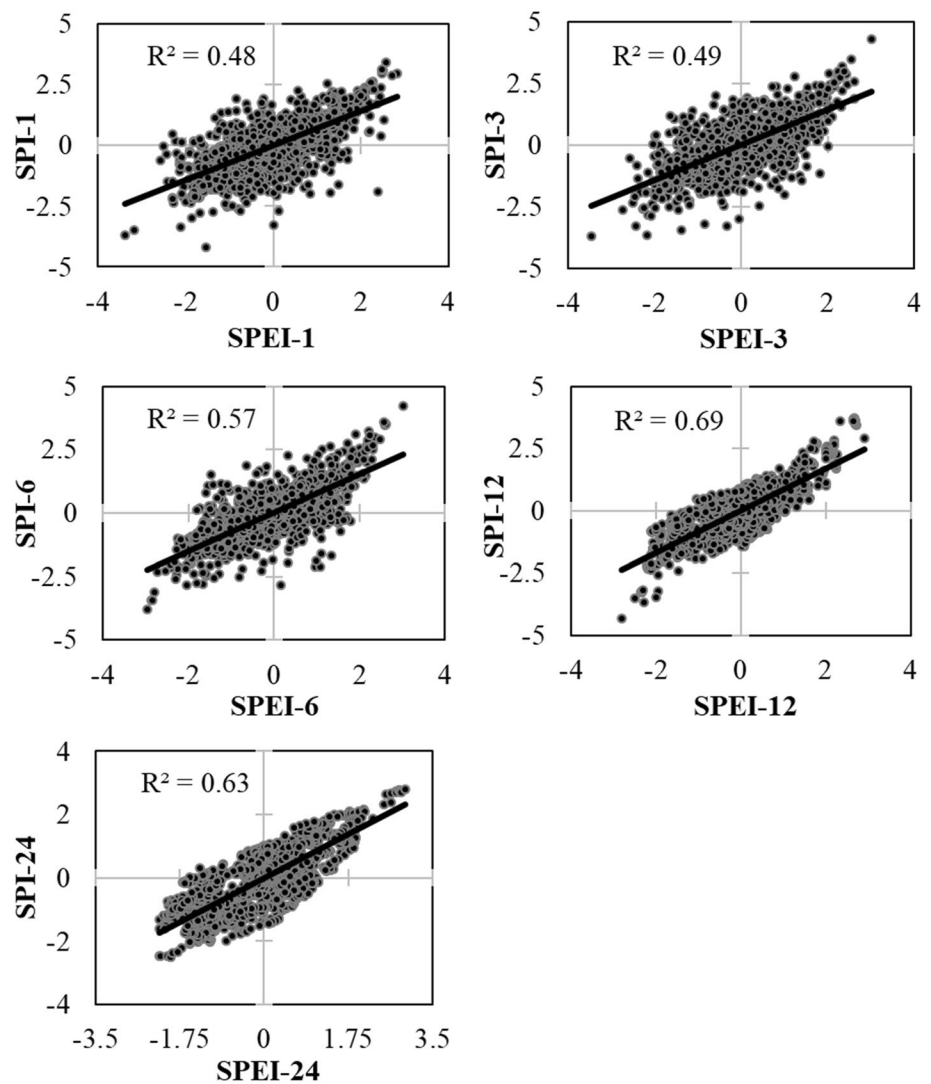 5
R² = 0.48
2.5
SPI-1
0
-2.5
-5
-4 -2 0 2 4
SPEI-1
5
R² = 0.49
2.5
SPI-3
0
-2.5
-5
-4 -2 0 2 4
SPEI-3
5
R² = 0.57
2.5
SPI-6
0
-2.5
-5
-4 -2 0 2 4
SPEI-6
5
R² = 0.69
2.5
SPI-12
0
-2.5
-5
-4 -2 0 2 4
SPEI-12
4
R² = 0.63
2
SPI-24
0
-2
-4
-3.5 -1.75 0 1.75 3.5
SPEI-24